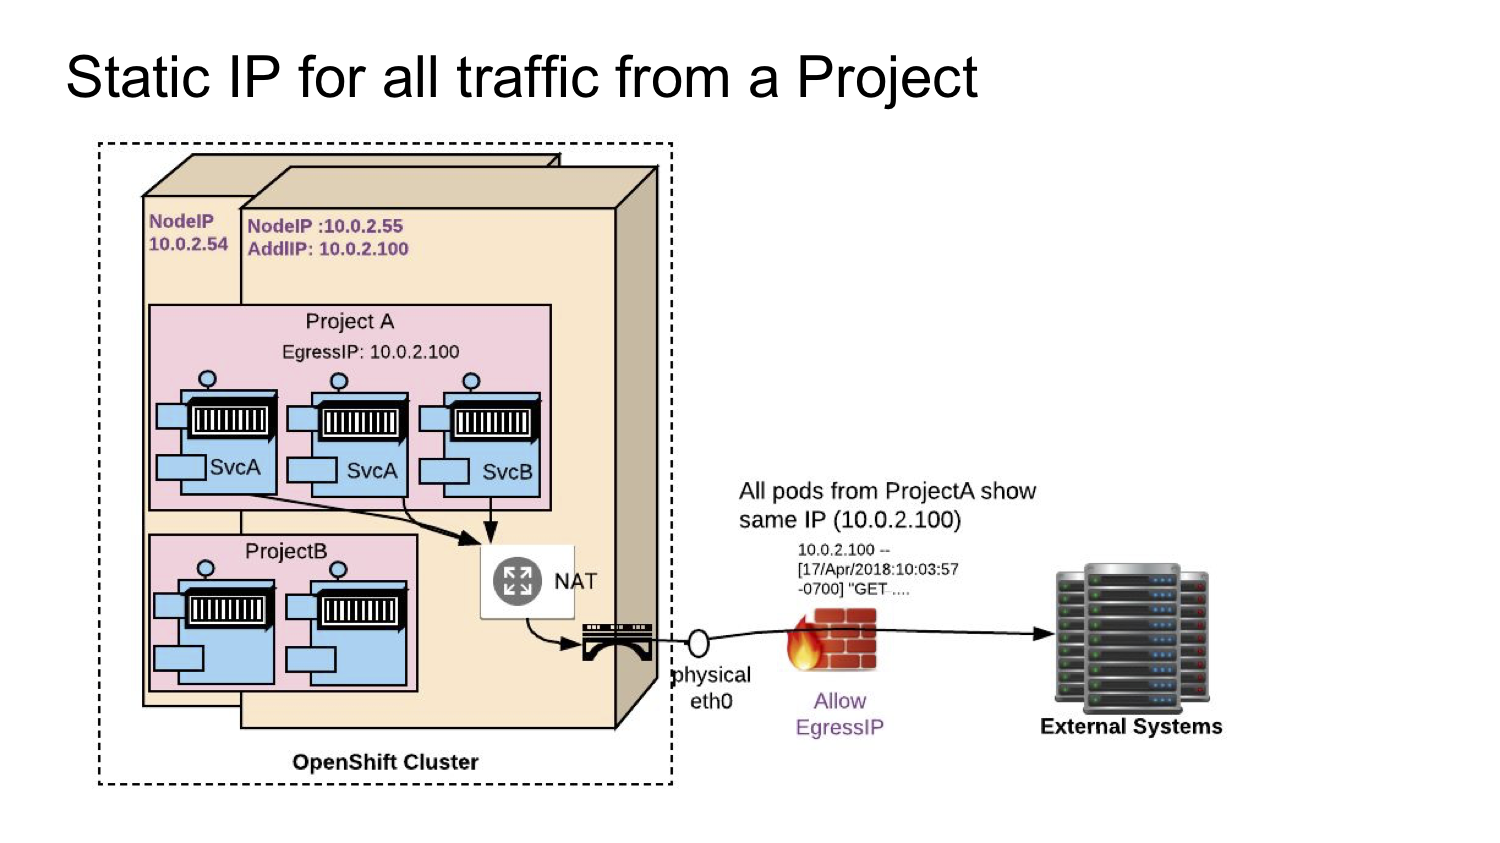 Static IP for all traffic from a Project
NodeIP
10.0.2.54
NodeIP :10.0.2.55
AddlIP: 10.0.2.100
Project A
EgressIP: 10.0.2.100
SvcA
SvcA
SvcB
ProjectB
NAT
physical
eth0
All pods from ProjectA show
same IP (10.0.2.100)
10.0.2.100 --
[17/Apr/2018:10:03:57
-0700] "GET ....
Allow
EgressIP
External Systems
OpenShift Cluster